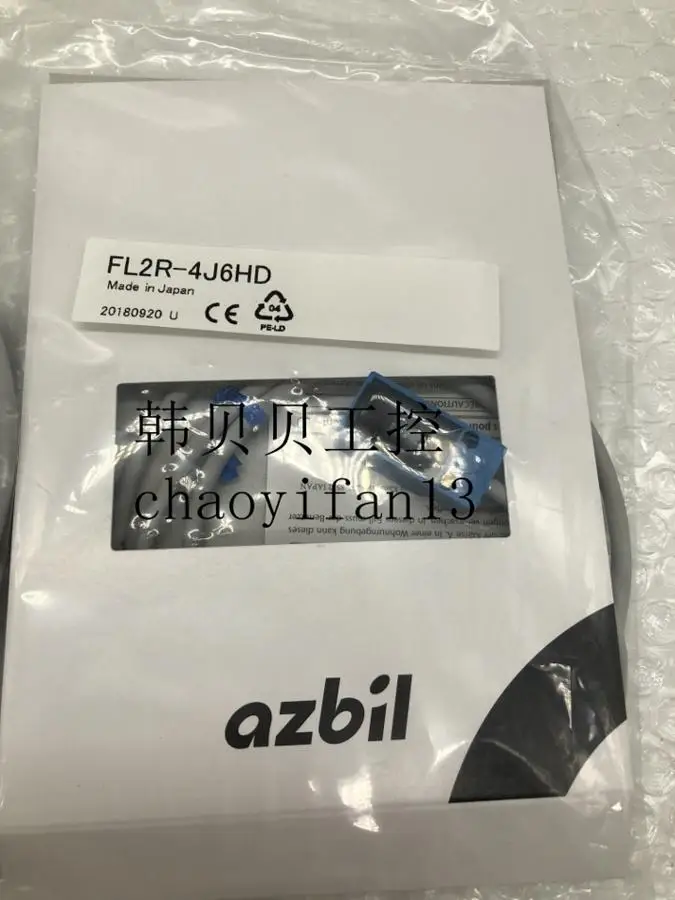 FL2R-4J6HD
Made in Japan
20180920 U
CE
04
PE-LD
韩贝贝工控
chaoyifan13
azbil